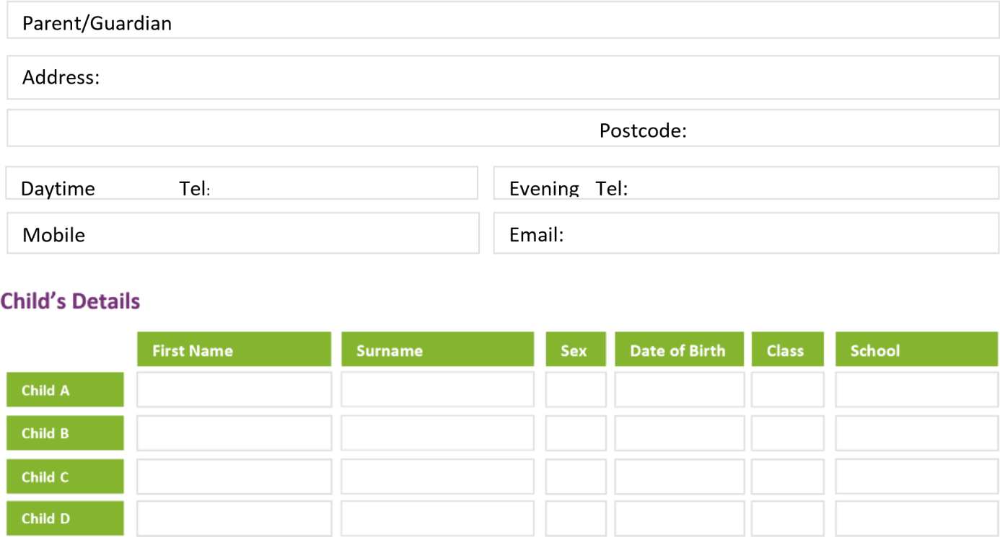 Parent/Guardian
Address:
Postcode:
Daytime Tel:
Evening Tel:
Mobile
Email:
Child's Details
First Name Surname Sex Date of Birth Class School
Child A
Child B
Child C
Child D